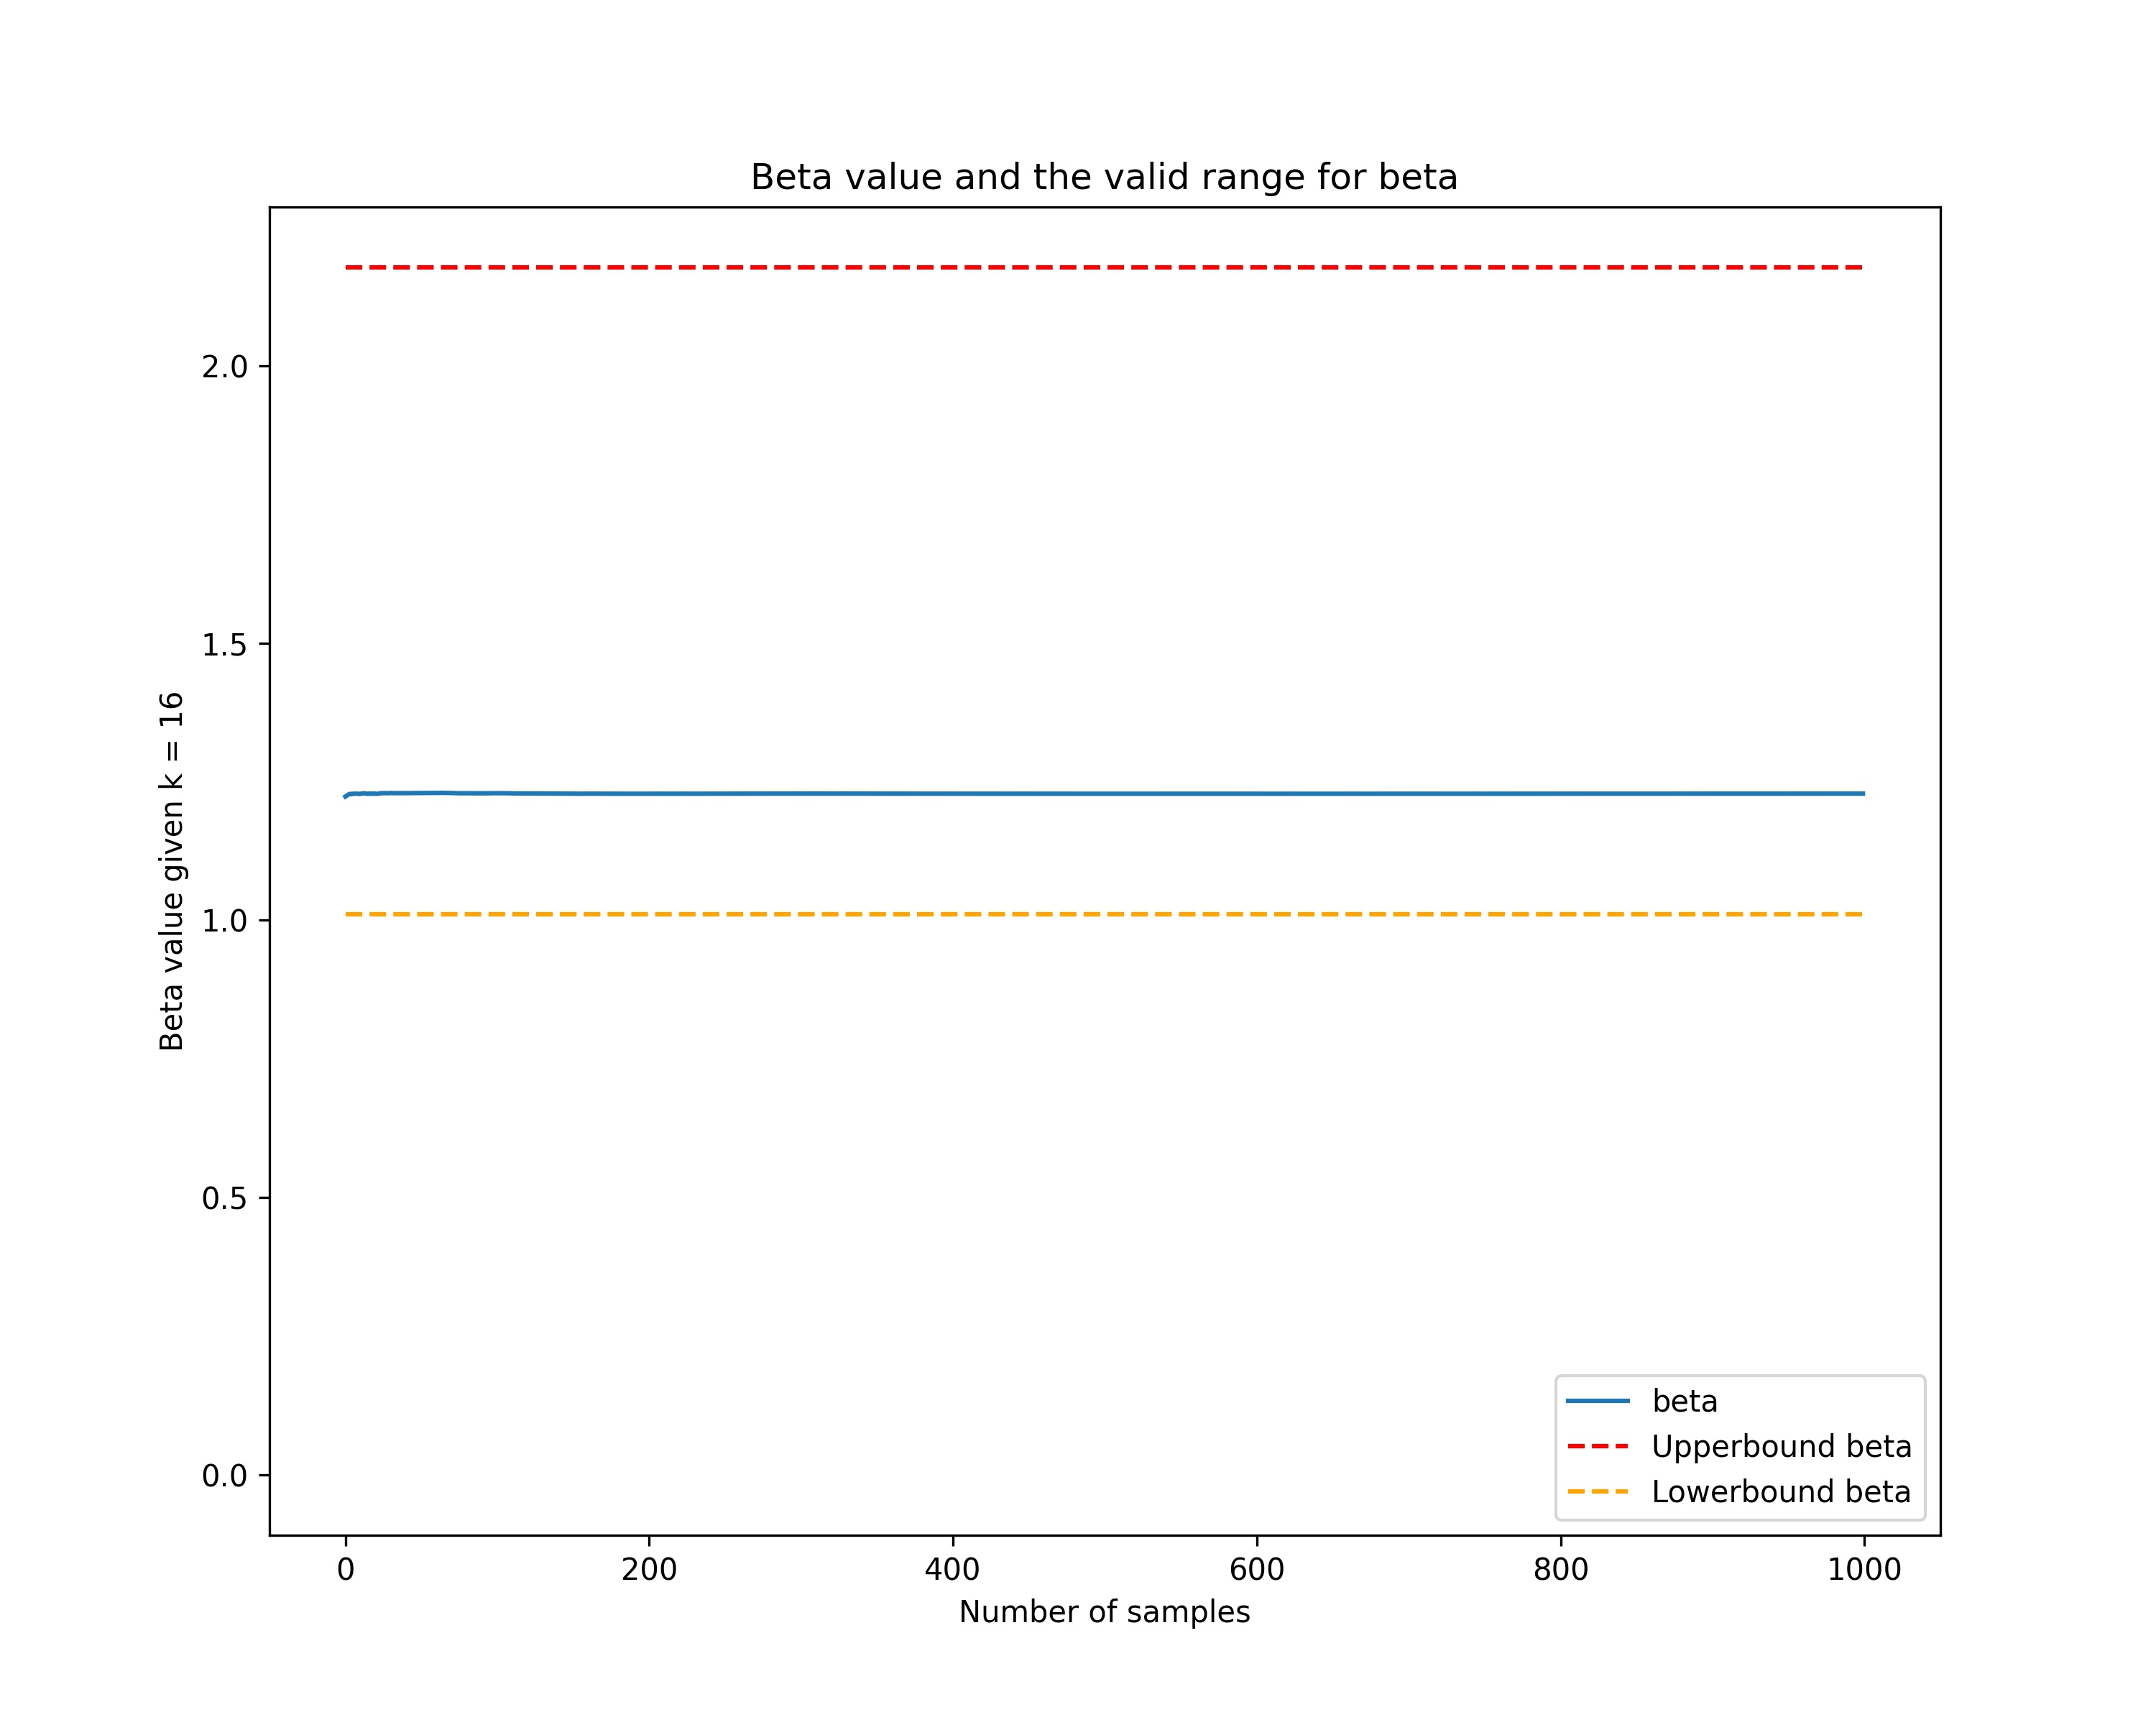 Beta value and the valid range for beta
2.0
1.5
1.0
0.5
0.0
Beta value given k = 16
0 200 400 600 800 1000
Number of samples
beta
Upperbound beta
Lowerbound beta